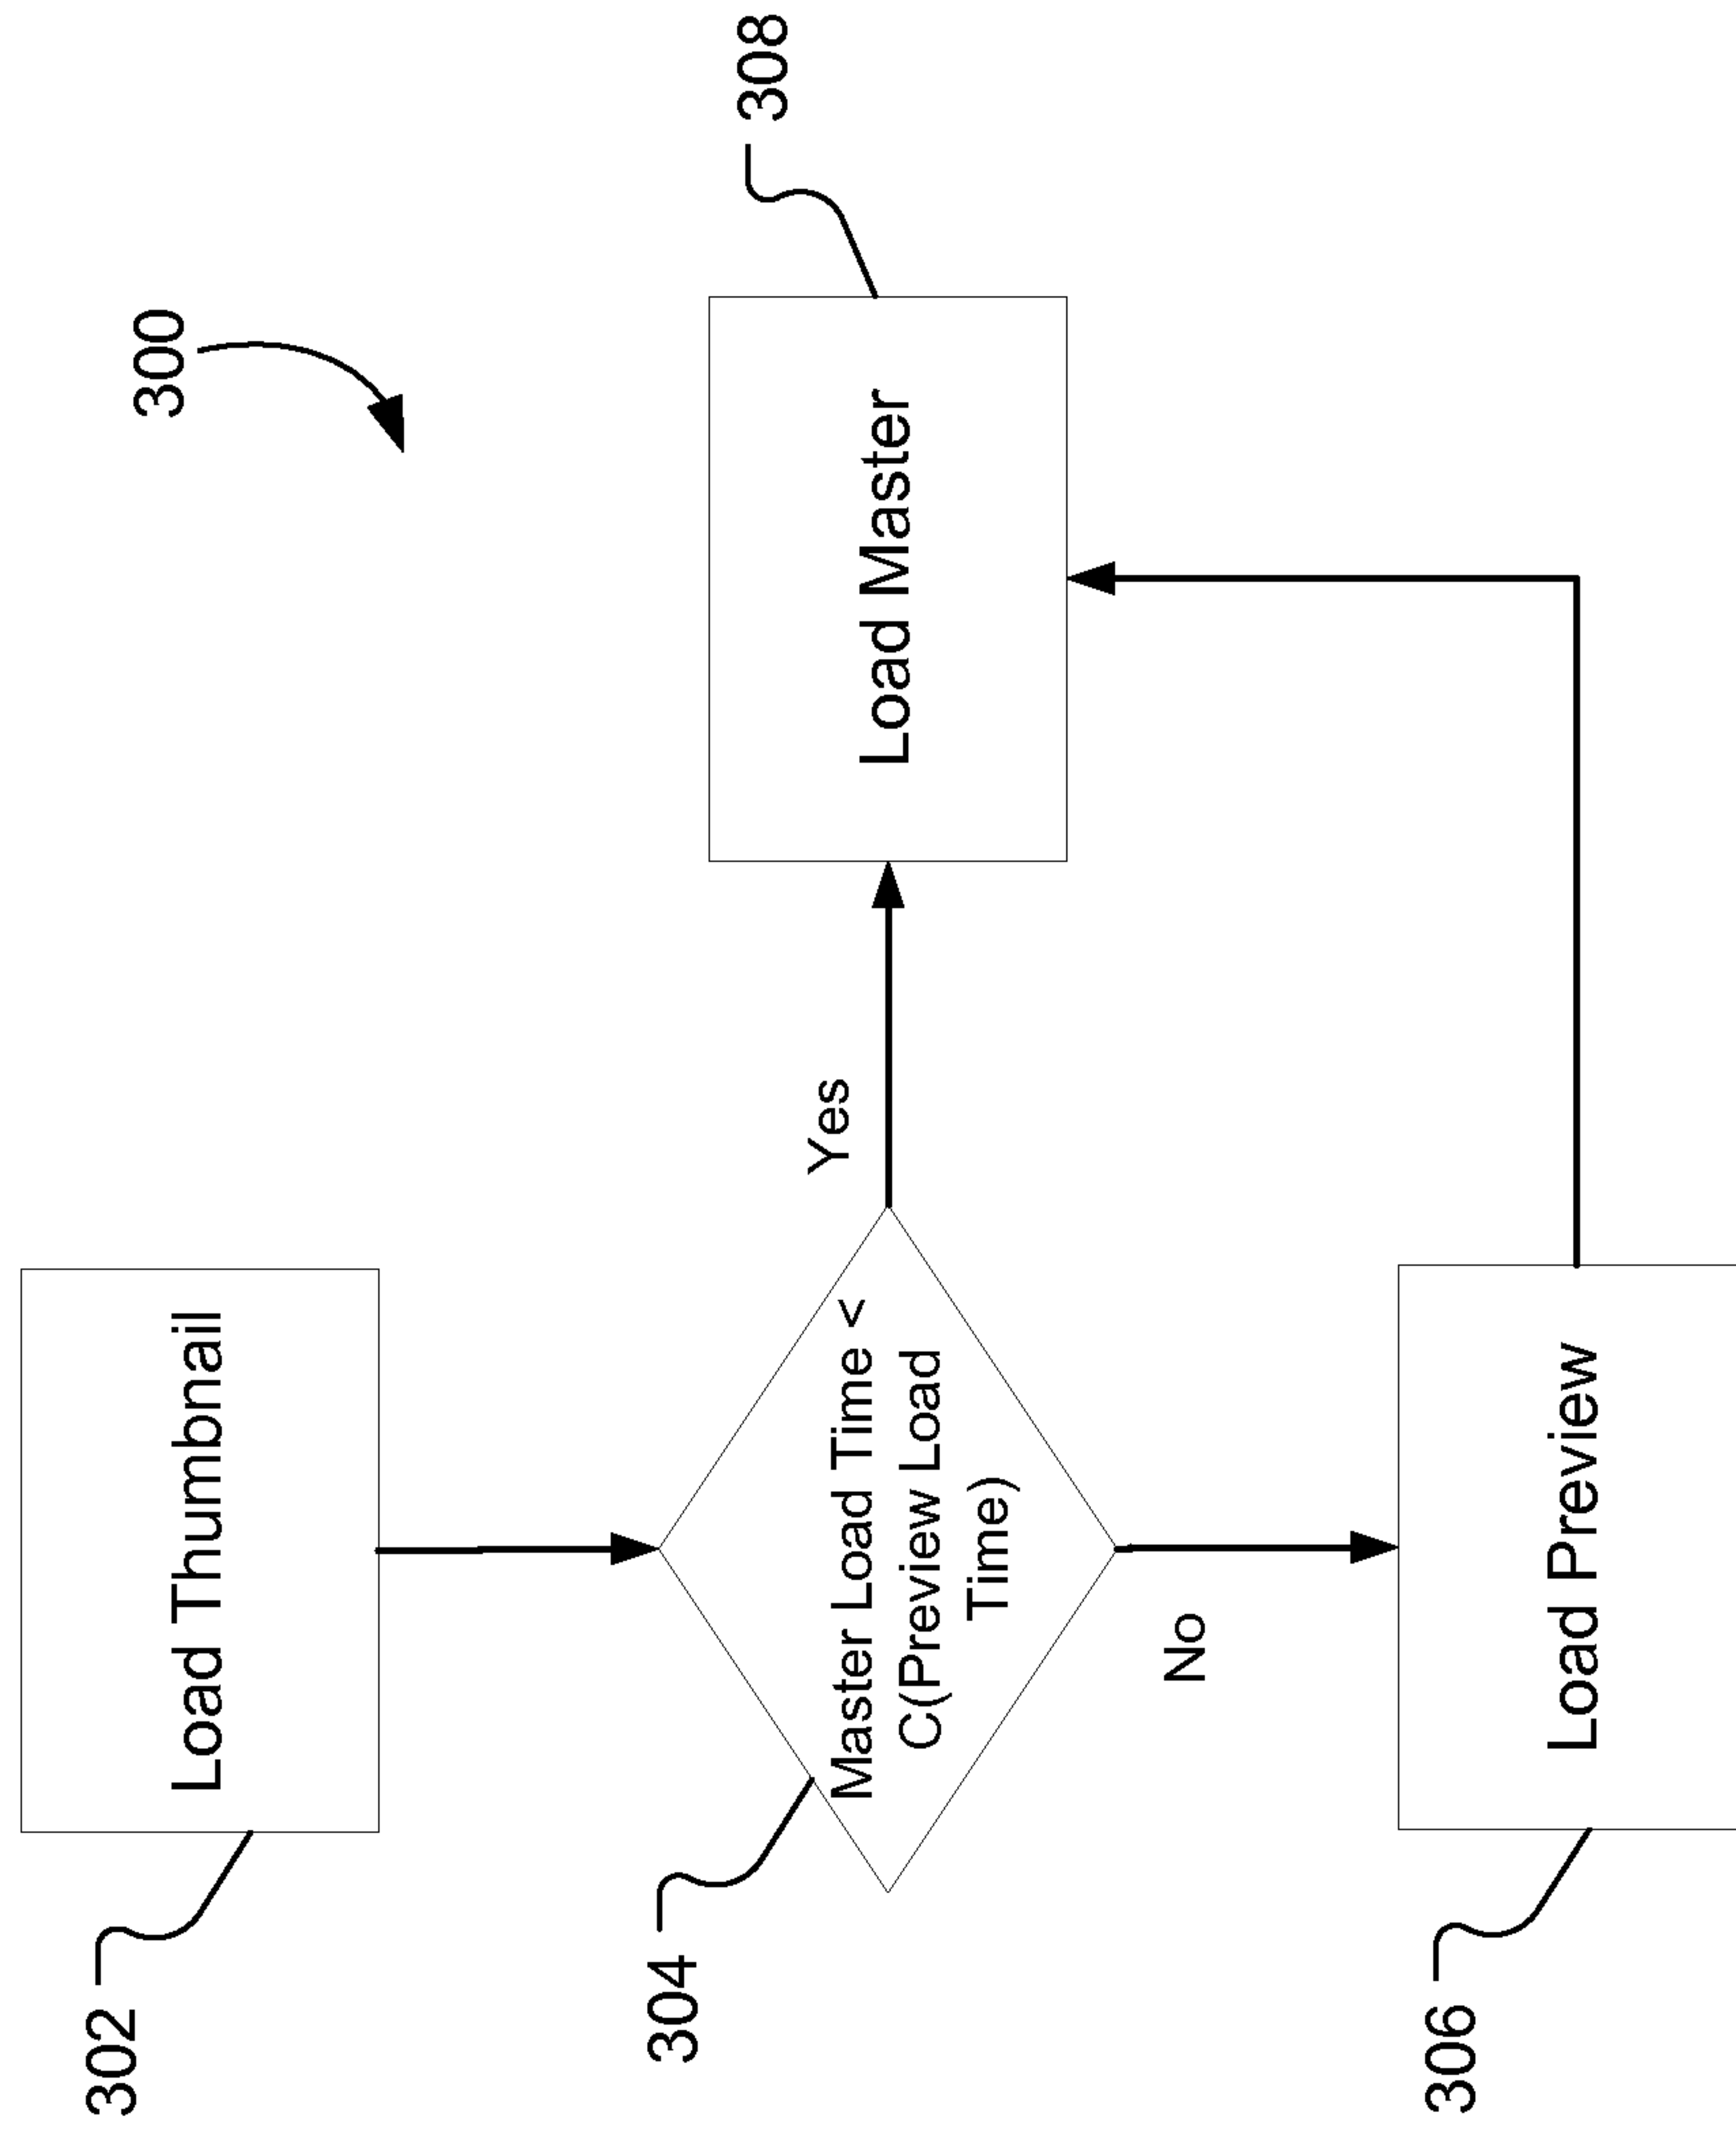 300
302
Load Thumbnail
304
Master Load Time <
C(Preview Load
Time)
Yes
308
Load Master
No
306
Load Preview